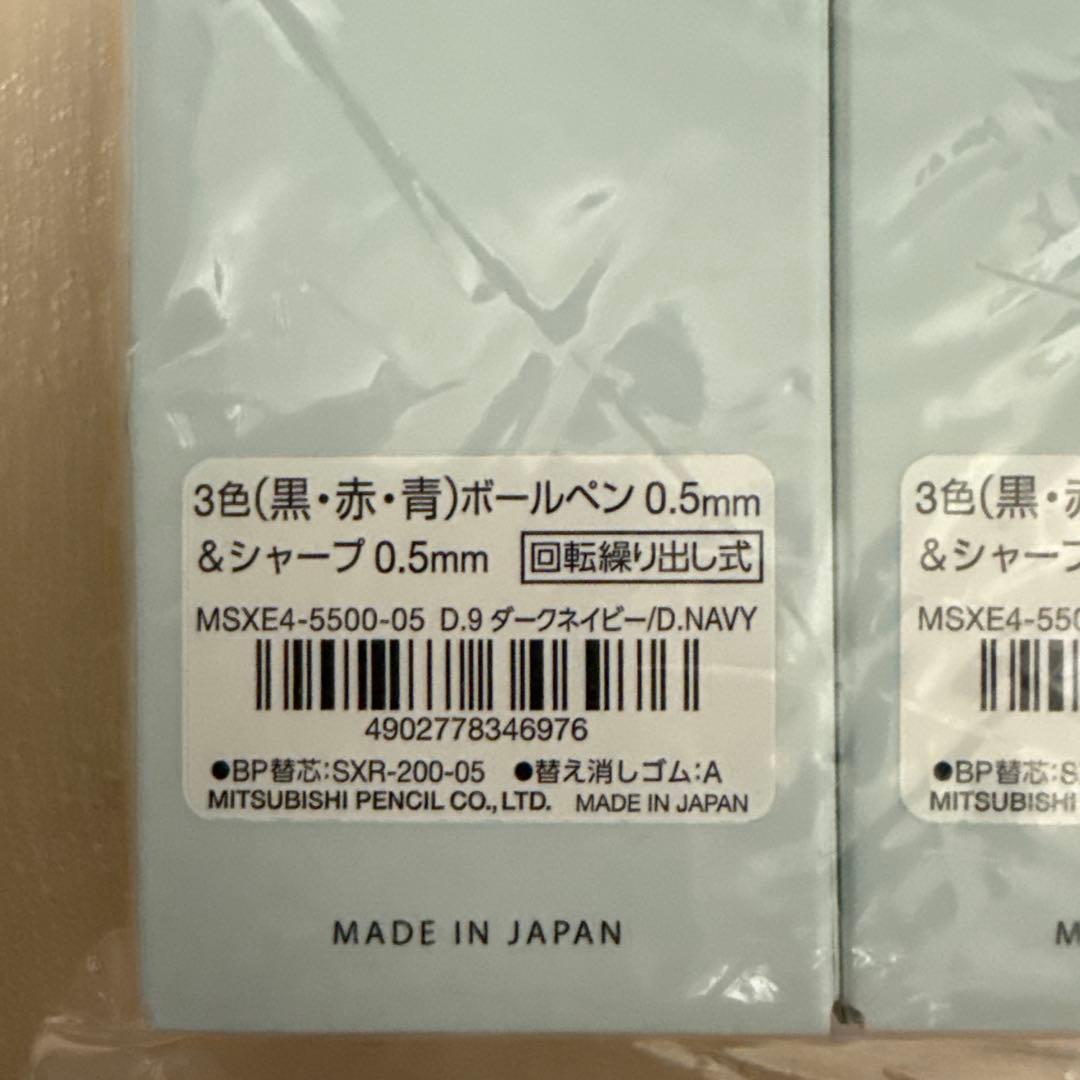 3色(黒・赤・青)ボールペン 0.5mm
&シャープ 0.5mm 回転繰り出し式
MSXE4-5500-05 D.9 ダークネイビー/D.NAVY
4902778346976
●BP替芯:SXR-200-05 ●替え消しゴム:A
MITSUBISHI PENCIL CO.,LTD. MADE IN JAPAN
MADE IN JAPAN
3色(黒・赤
&シャープ
MSXE4-550
●BP替芯:S
MITSUBISHI
M